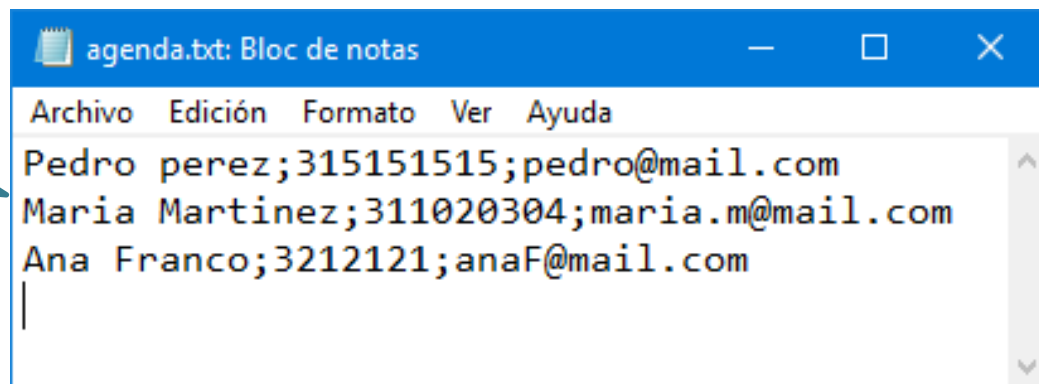 agenda.txt: Bloc de notas
Archivo Edición Formato Ver Ayuda
Pedro perez;315151515;pedro@mail.com
Maria Martinez;311020304;maria.m@mail.com
Ana Franco;3212121;anaF@mail.com